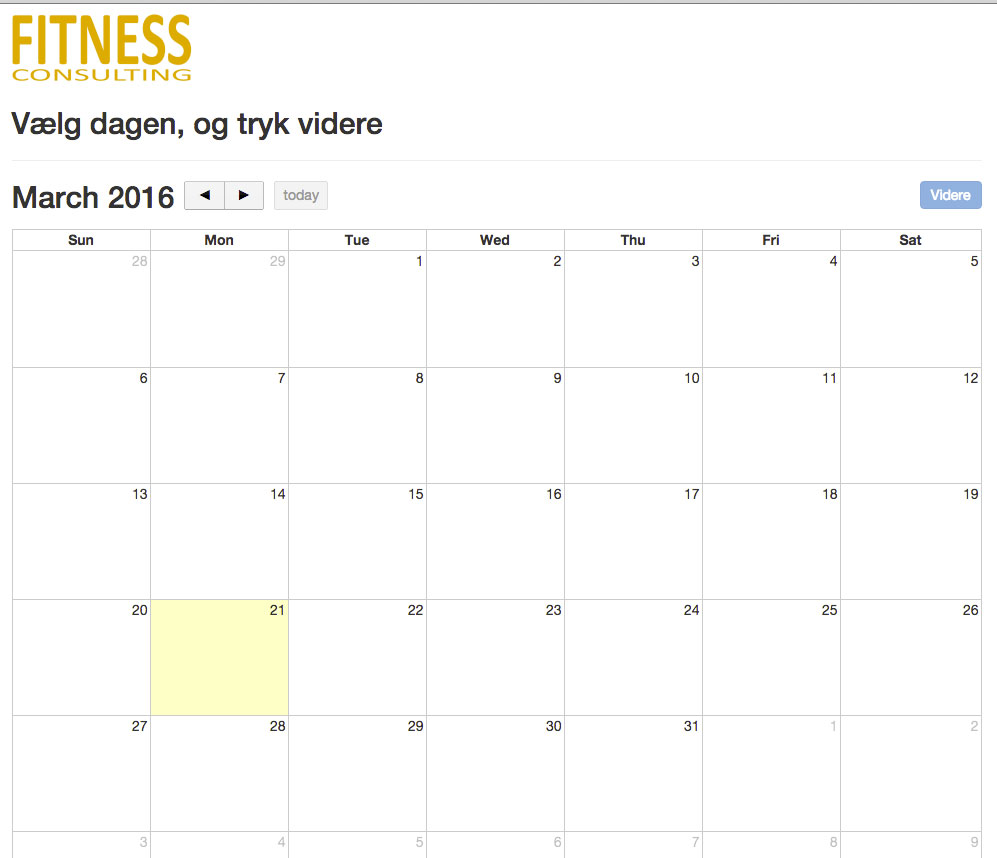 FITNESS
CONSULTING
Vælg dagen, og tryk videre
March 2016 ◄ ► today Videre
Sun Mon Tue Wed Thu Fri Sat
28 29 1 2 3 4 5
6 7 8 9 10 11 12
13 14 15 16 17 18 19
20 21 22 23 24 25 26
27 28 29 30 31 1 2
3 4 5 6 7 8 9